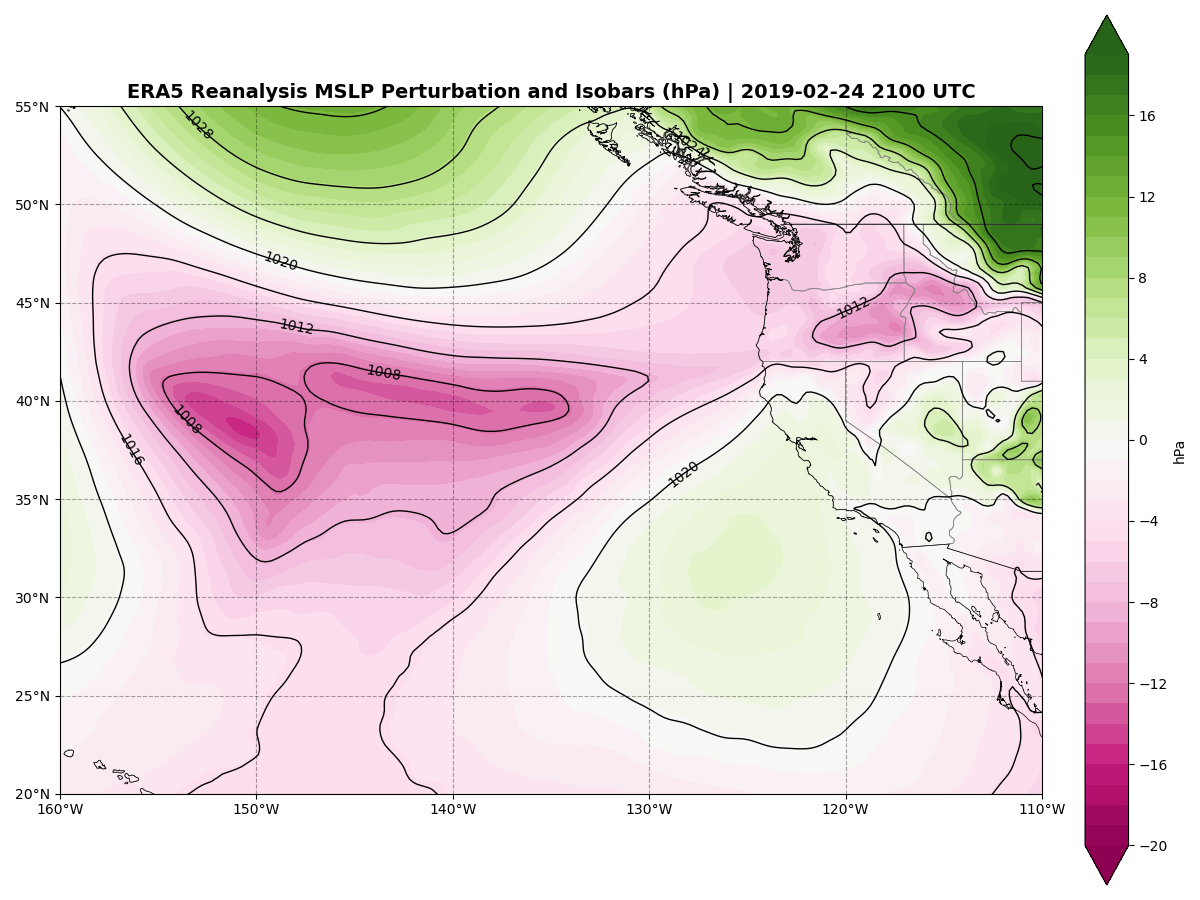 ERA5 Reanalysis MSLP Perturbation and Isobars (hPa) | 2019-02-24 2100 UTC
55°N
50°N
45°N
40°N
35°N
30°N
25°N
20°N
160°W
150°W
140°W
130°W
120°W
110°W
1028
1024
1020
1012
1012
1008
1008
1016
1020
16
12
8
4
0
−4
−8
−12
−16
−20
hPa